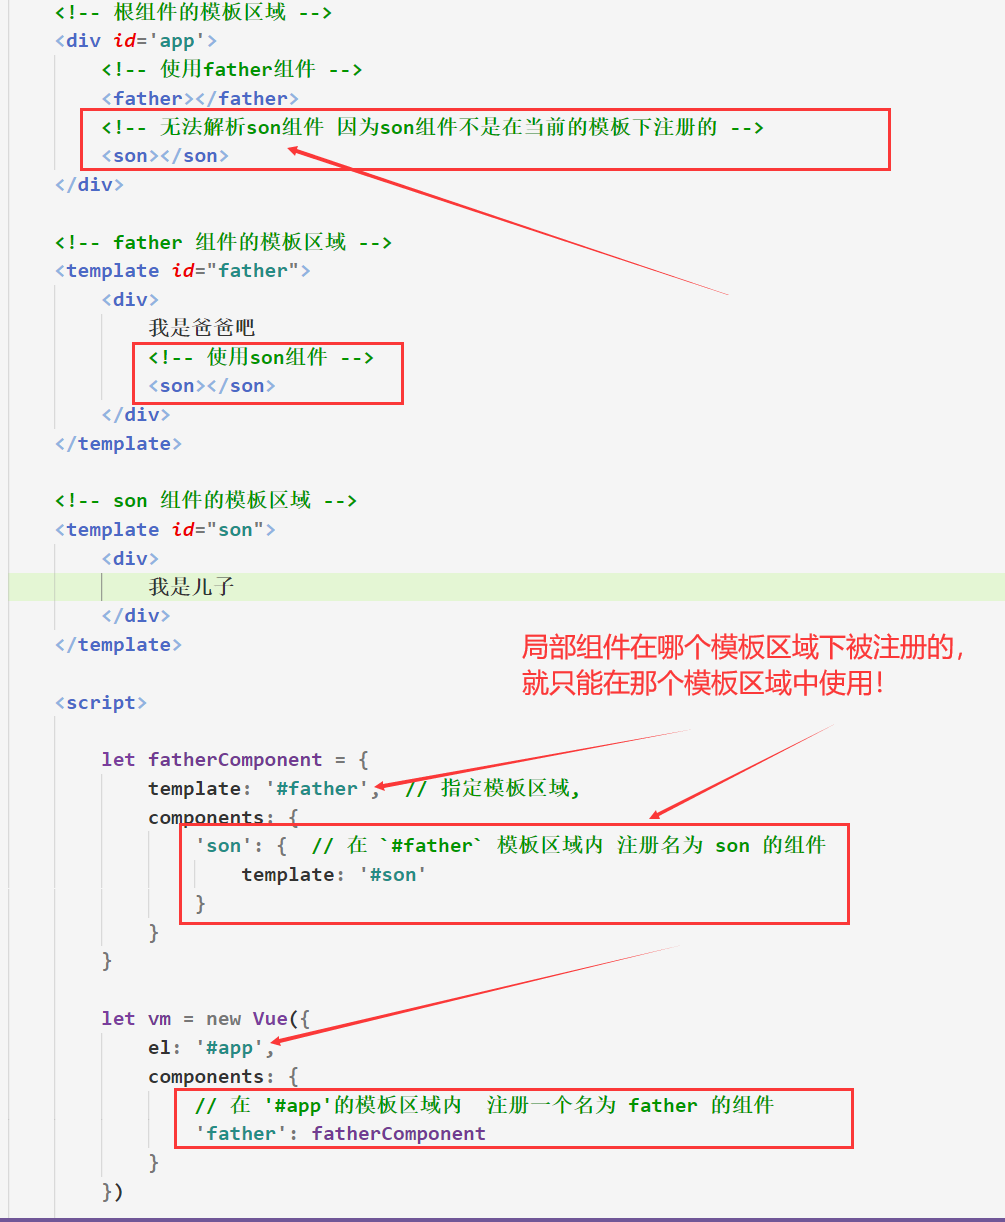 <!-- 根组件的模板区域 -->
<div id='app'>
<!-- 使用father组件 -->
<father></father>
<!-- 无法解析son组件 因为son组件不是在当前的模板下注册的 -->
<son></son>
</div>
<!-- father 组件的模板区域 -->
<template id="father">
<div>
我是爸爸吧
<!-- 使用son组件 -->
<son></son>
</div>
</template>
<!-- son 组件的模板区域 -->
<template id="son">
<div>
我是儿子
</div>
</template>
局部组件在哪个模板区域下被注册的，
就只能在那个模板区域中使用！
<script>
let fatherComponent = {
template: '#father', // 指定模板区域,
components: {
'son': { // 在 `#father` 模板区域内 注册名为 son 的组件
template: '#son'
}
}
}
let vm = new Vue({
el: '#app',
components: {
// 在 '#app'的模板区域内 注册一个名为 father 的组件
'father': fatherComponent
}
})